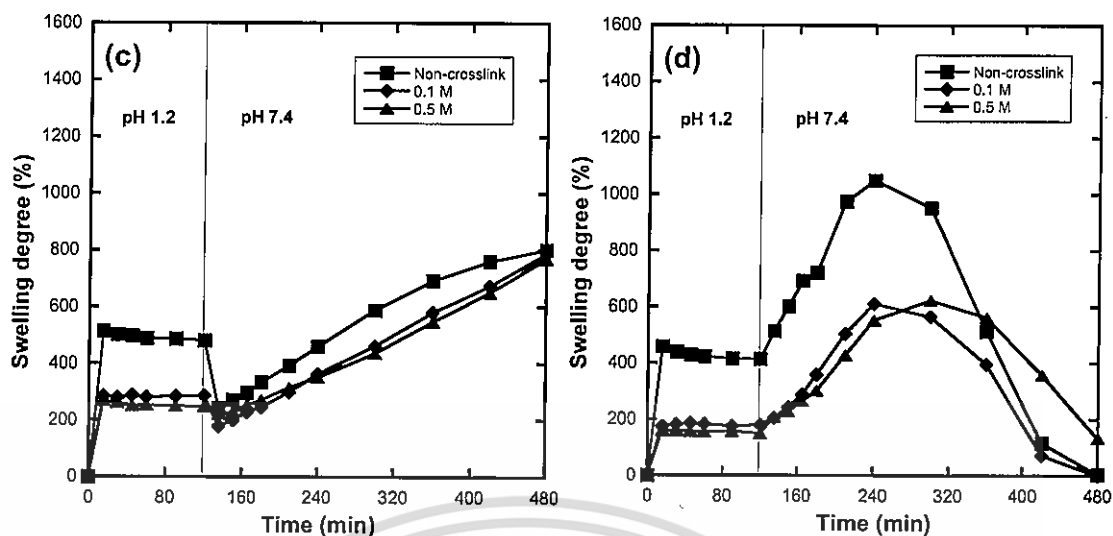 (c)
Non-crosslink
0.1 M
0.5 M
pH 1.2 pH 7.4
1600
1400
1200
1000
800
600
400
200
0
Swelling degree (%)
0 80 160 240 320 400 480
Time (min)
(d)
Non-crosslink
0.1 M
0.5 M
pH 1.2 pH 7.4
1600
1400
1200
1000
800
600
400
200
0
Swelling degree (%)
0 80 160 240 320 400 480
Time (min)